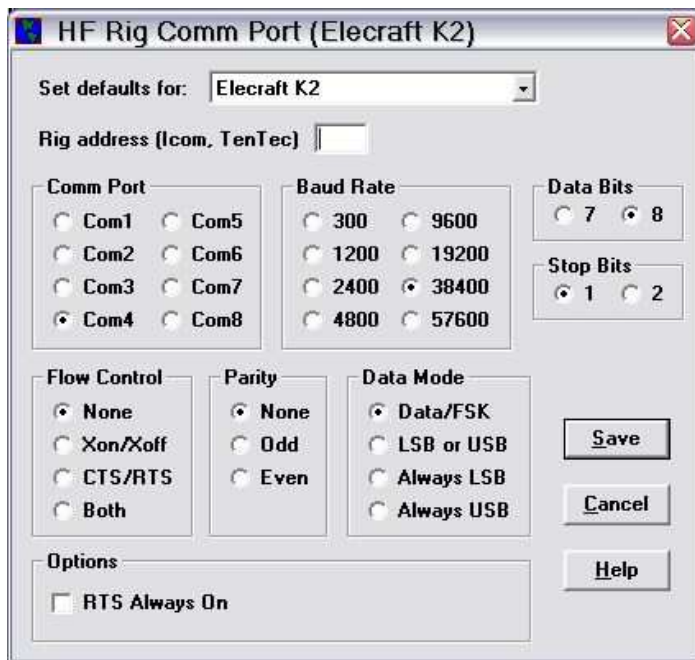 HF Rig Comm Port (Elecraft K2)
Set defaults for: Elecraft K2
Rig address (Icom, TenTec)
Comm Port
Com1 Com5
Com2 Com6
Com3 Com7
Com4 Com8
Baud Rate
300 9600
1200 19200
2400 38400
4800 57600
Data Bits
7 8
Stop Bits
1 2
Flow Control
None
Xon/Xoff
CTS/RTS
Both
Parity
None
Odd
Even
Data Mode
Data/FSK
LSB or USB
Always LSB
Always USB
Save
Cancel
Help
Options
RTS Always On